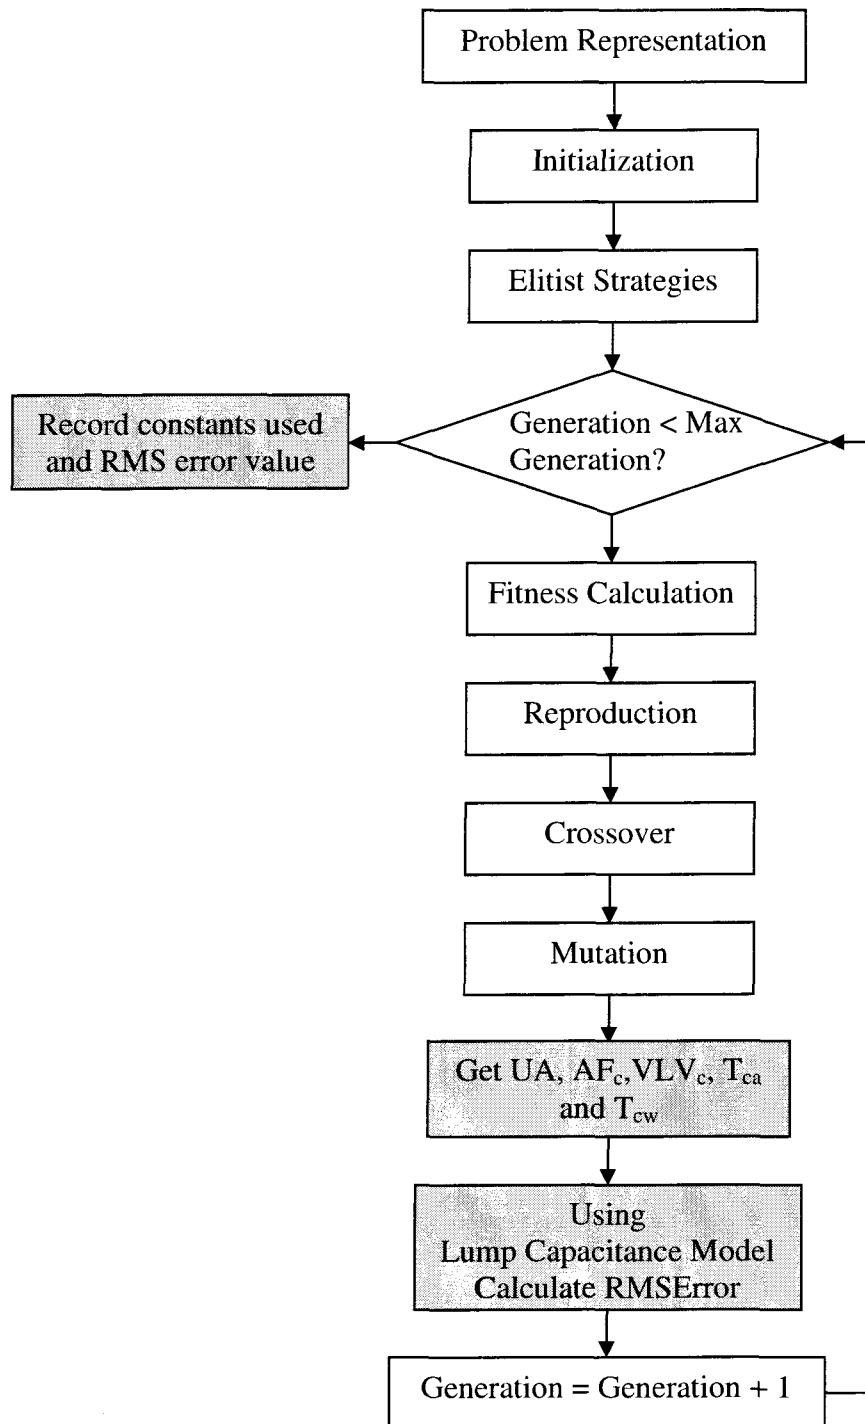 Problem Representation
Initialization
Elitist Strategies
Generation < Max
Generation?
Record constants used
and RMS error value
Fitness Calculation
Reproduction
Crossover
Mutation
Get UA, AFc,VLVc, Tca
and Tcw
Using
Lump Capacitance Model
Calculate RMSError
Generation = Generation + 1